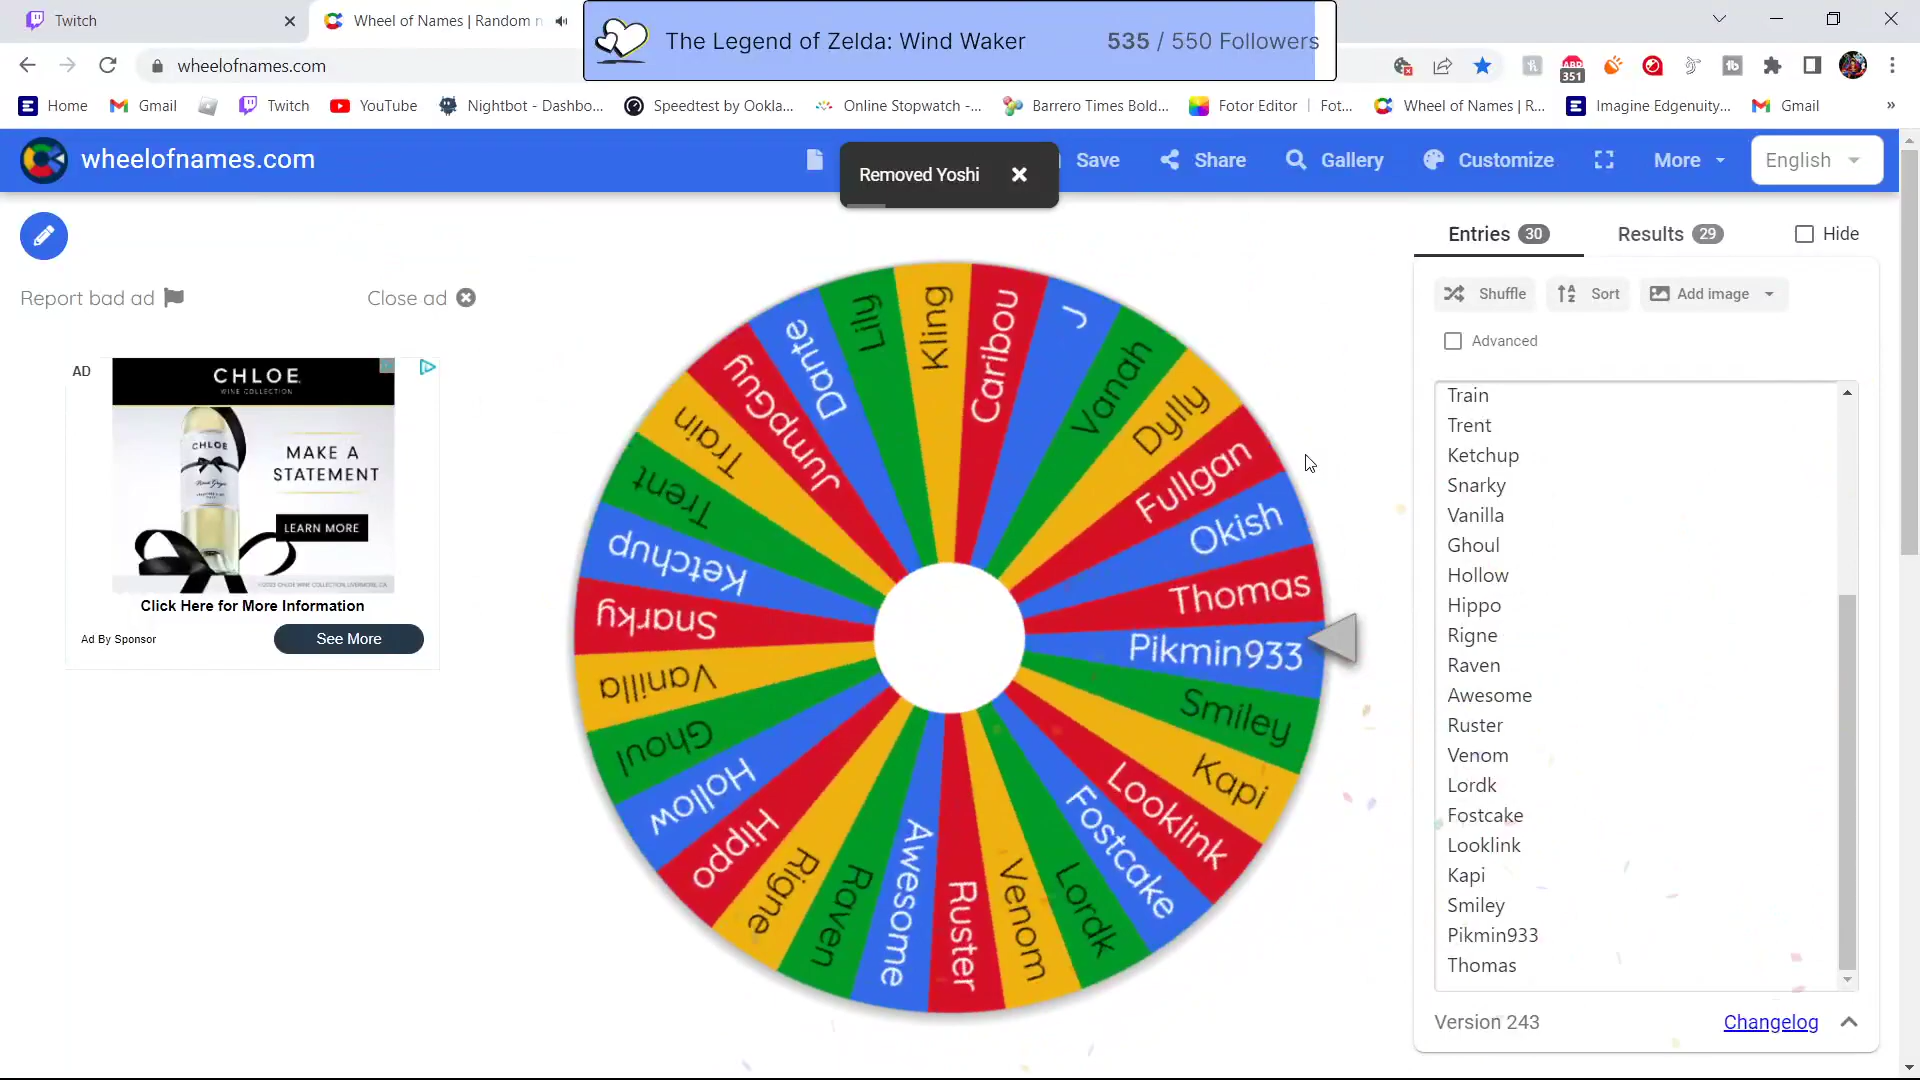 Twitch
Wheel of Names | Random n
The Legend of Zelda: Wind Waker
535 / 550 Followers
wheelofnames.com
ABP
351
Home
Gmail
Twitch
YouTube
Nightbot - Dashbo...
Speedtest by Ookla...
Online Stopwatch -...
Barrero Times Bold...
Fotor Editor | Fot...
Wheel of Names | R...
Imagine Edgenuity...
Gmail
»
wheelofnames.com
Removed Yoshi
Save
Share
Gallery
Customize
More
English
Report bad ad
Close ad
AD
CHLOE
WINE COLLECTION
CHLOE
MAKE A
STATEMENT
LEARN MORE
Click Here for More Information
Ad By Sponsor
See More
Kling
Caribou
J
Vanah
Dylly
Fullgan
Okish
Thomas
Pikmin933
Smiley
Kapi
Looklink
Fostcake
Lordk
Venom
Ruster
Awesome
Raven
Rigne
Hippo
Hollow
Ghoul
Vanilla
Snarky
Ketchup
Trent
Train
JumpGuy
Dante
Lily
Entries 30
Results 29
Hide
Shuffle
Sort
Add image
Advanced
Train
Trent
Ketchup
Snarky
Vanilla
Ghoul
Hollow
Hippo
Rigne
Raven
Awesome
Ruster
Venom
Lordk
Fostcake
Looklink
Kapi
Smiley
Pikmin933
Thomas
Version 243
Changelog